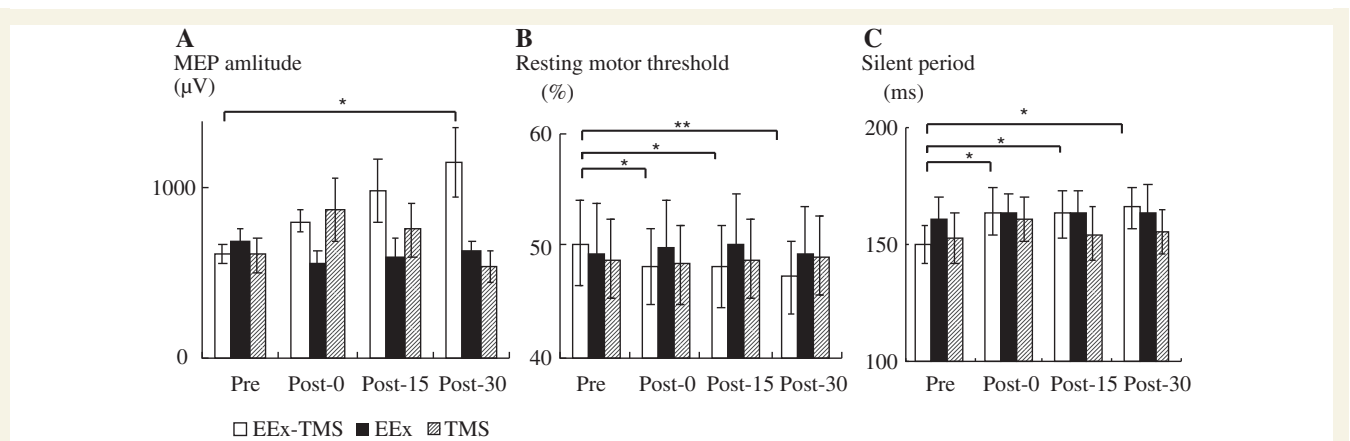 A
MEP amlitude
(µV)
*
1000
0
Pre Post-0 Post-15 Post-30
B
Resting motor threshold
(%)
60
**
*
*
50
40
Pre Post-0 Post-15 Post-30
C
Silent period
(ms)
200
*
*
*
150
100
Pre Post-0 Post-15 Post-30
EEx-TMS EEx TMS